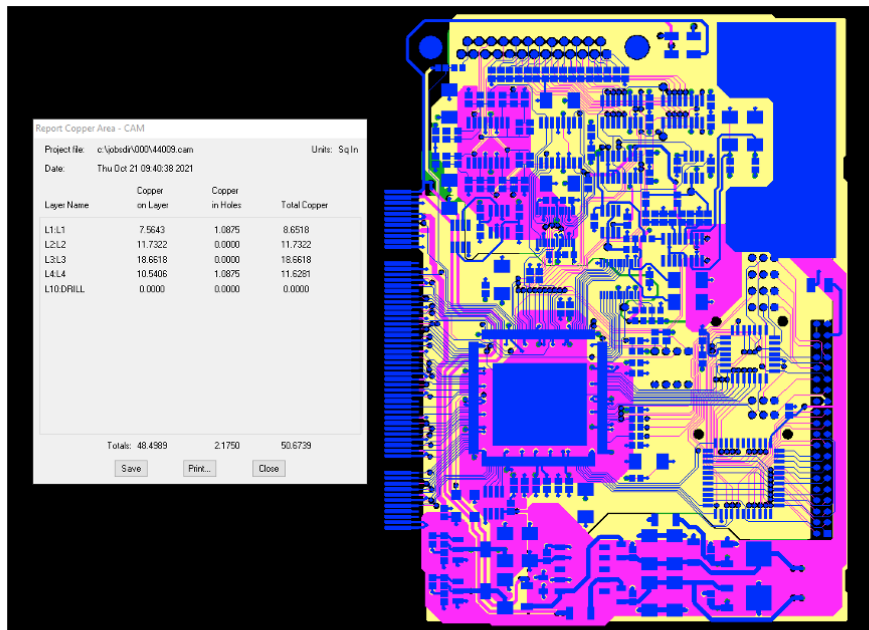 Report Copper Area - CAM
Project file: c:\jobsdir\000\44009.cam Units: Sq In
Date: Thu Oct 21 09:40:38 2021
Copper Copper
Layer Name on Layer in Holes Total Copper
L1:L1 7.5643 1.0875 8.6518
L2:L2 11.7322 0.0000 11.7322
L3:L3 18.6618 0.0000 18.6618
L4:L4 10.5406 1.0875 11.6281
L10:DRILL 0.0000 0.0000 0.0000
Totals: 48.4989 2.1750 50.6739
Save Print... Close